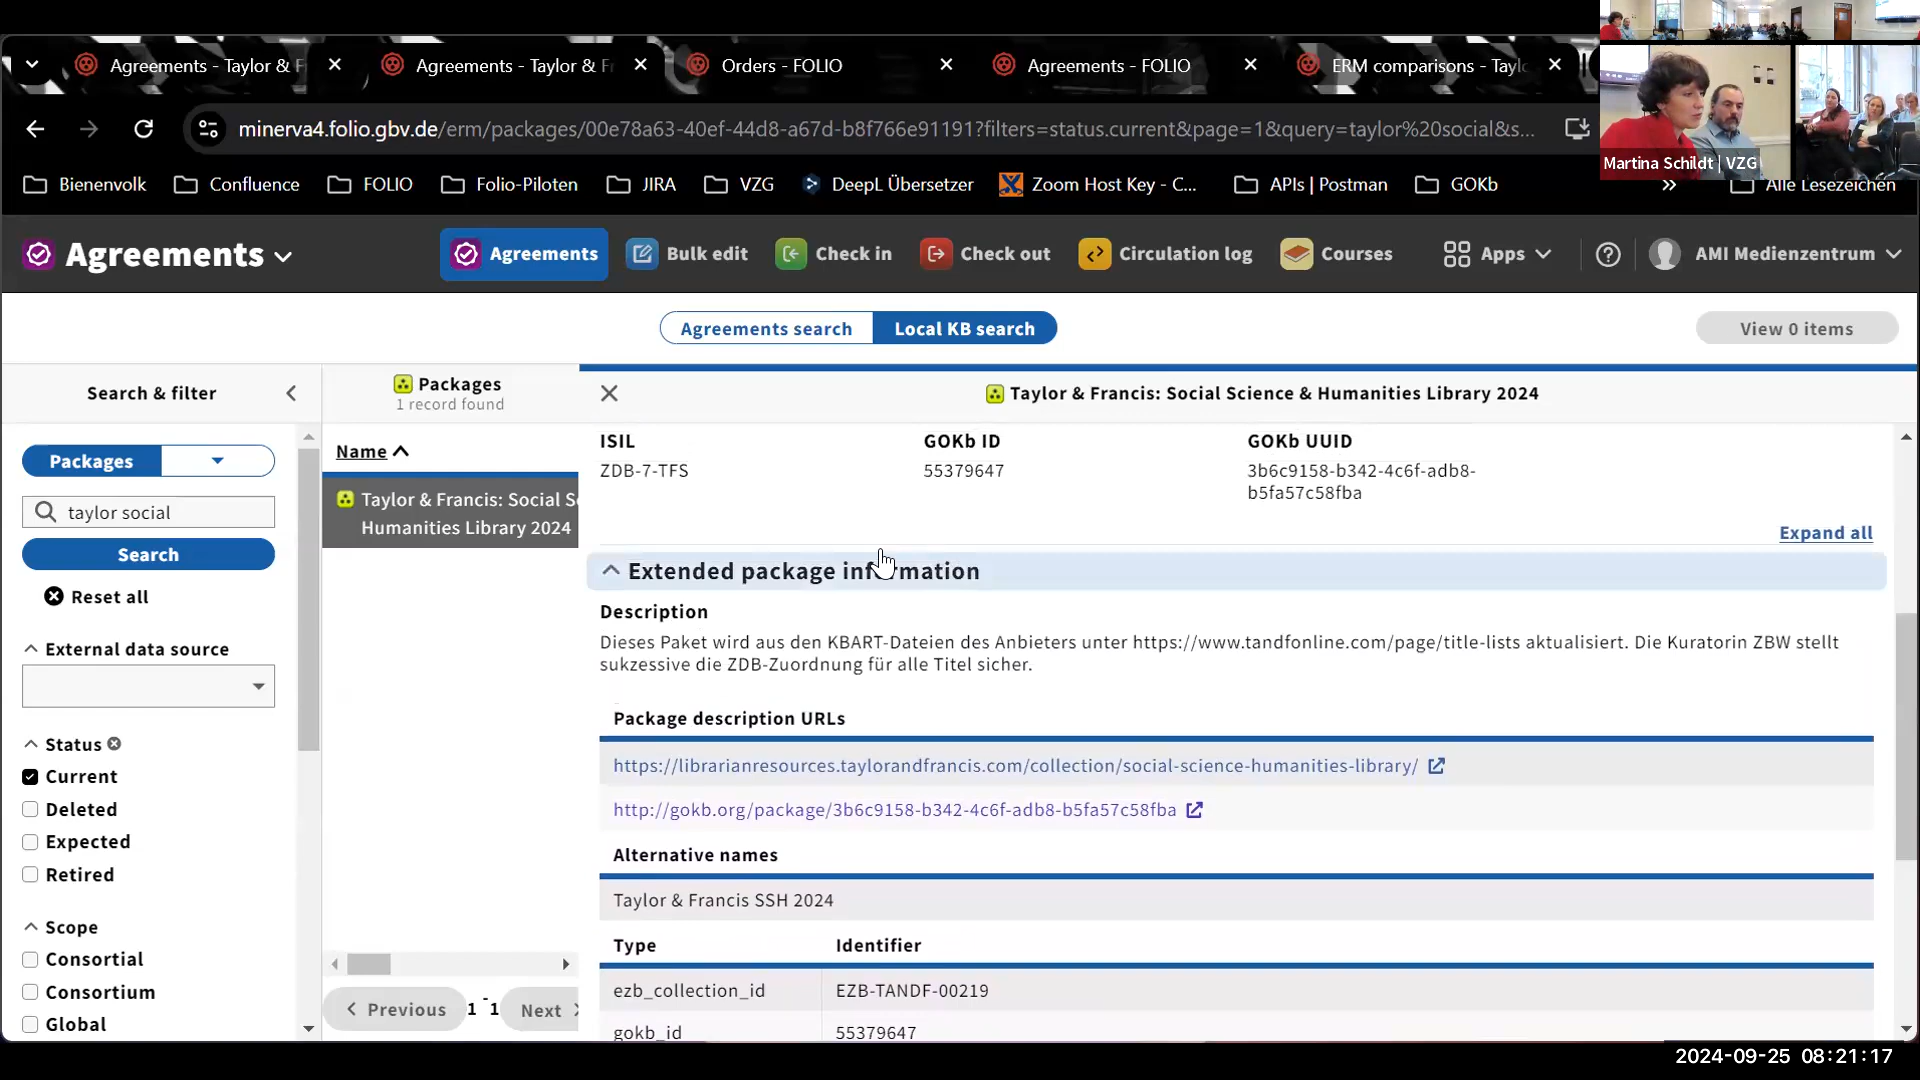 Agreements - Taylor & F
Agreements - Taylor & F
Orders - FOLIO
Agreements - FOLIO
ERM comparisons - Taylo
minerva4.folio.gbv.de/erm/packages/00e78a63-40ef-44d8-a67d-b8f766e91191?filters=status.current&page=1&query=taylor%20social&s...
Martina Schildt | VZG
Bienenvolk
Confluence
FOLIO
Folio-Piloten
JIRA
VZG
DeepL Übersetzer
Zoom Host Key - C...
APIs | Postman
GOKb
»
Alle Lesezeichen
Agreements
Agreements
Bulk edit
Check in
Check out
Circulation log
Courses
Apps
AMI Medienzentrum
Agreements search
Local KB search
View 0 items
Search & filter
Packages
1 record found
Taylor & Francis: Social Science & Humanities Library 2024
Packages
taylor social
Search
Reset all
External data source
Status
Current
Deleted
Expected
Retired
Scope
Consortial
Consortium
Global
Name
Taylor & Francis: Social S
Humanities Library 2024
Previous
1 - 1
Next
ISIL
GOKb ID
GOKb UUID
ZDB-7-TFS
55379647
3b6c9158-b342-4c6f-adb8-
b5fa57c58fba
Expand all
Extended package information
Description
Dieses Paket wird aus den KBART-Dateien des Anbieters unter https://www.tandfonline.com/page/title-lists aktualisiert. Die Kuratorin ZBW stellt
sukzessive die ZDB-Zuordnung für alle Titel sicher.
Package description URLs
https://librarianresources.taylorandfrancis.com/collection/social-science-humanities-library/
http://gokb.org/package/3b6c9158-b342-4c6f-adb8-b5fa57c58fba
Alternative names
Taylor & Francis SSH 2024
Type
Identifier
ezb_collection_id
EZB-TANDF-00219
gokb_id
55379647
2024-09-25 08:21:17